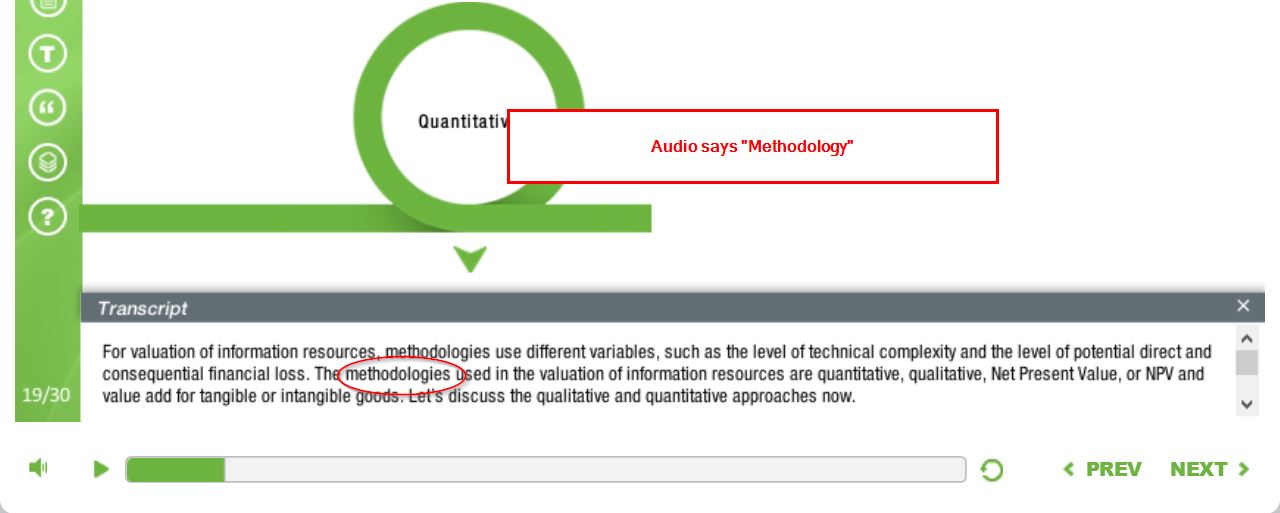 T
“
?
Quantitativ
Audio says "Methodology"
Transcript
×
For valuation of information resources, methodologies use different variables, such as the level of technical complexity and the level of potential direct and
consequential financial loss. The methodologies used in the valuation of information resources are quantitative, qualitative, Net Present Value, or NPV and
value add for tangible or intangible goods. Let's discuss the qualitative and quantitative approaches now.
19/30
PREV NEXT